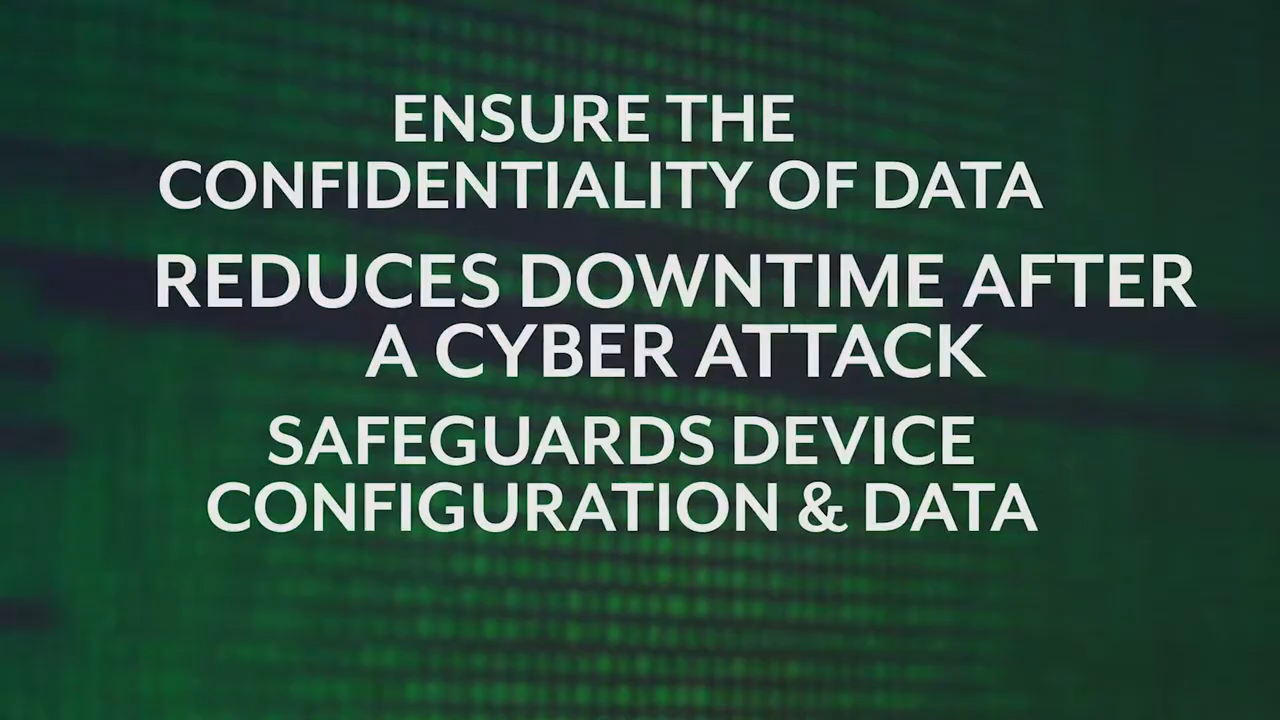 ENSURE THE
CONFIDENTIALITY OF DATA
REDUCES DOWNTIME AFTER
A CYBER ATTACK
SAFEGUARDS DEVICE
CONFIGURATION & DATA